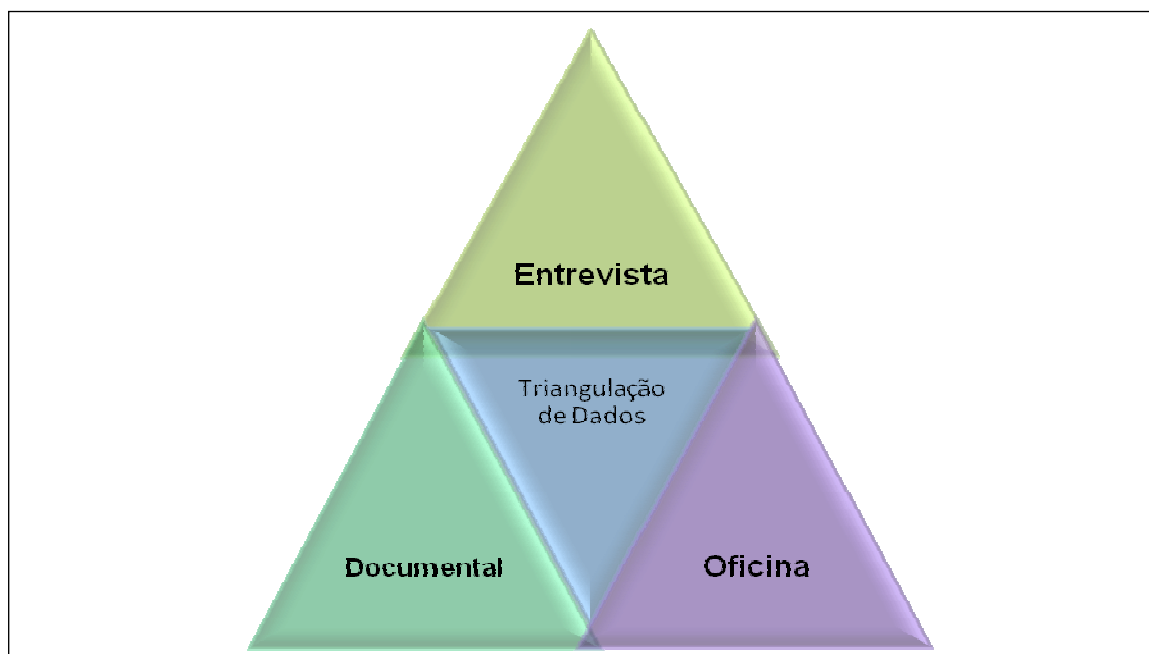 Entrevista
Triangulação
de Dados
Documental
Oficina